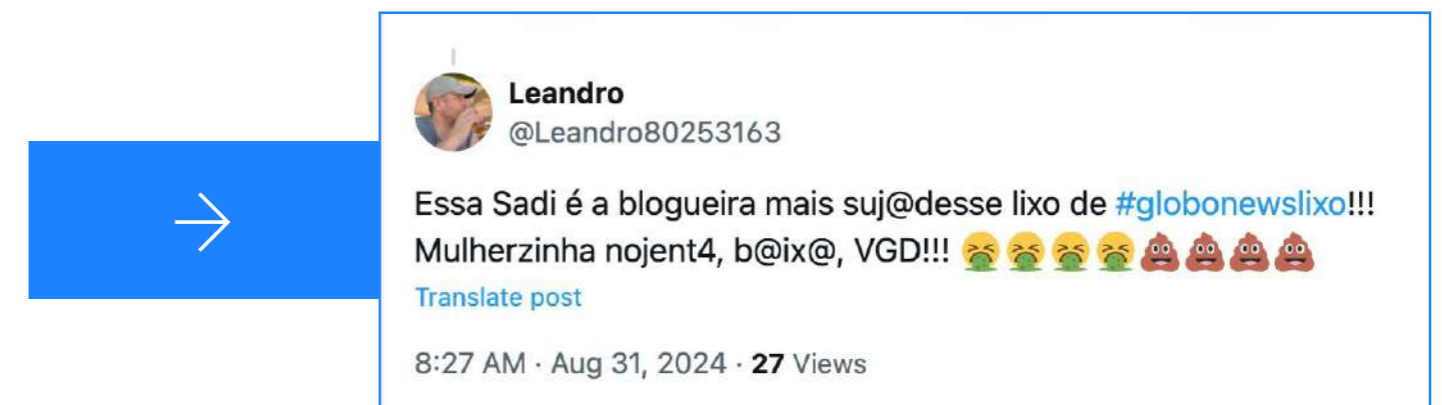 Leandro
@Leandro80253163
Essa Sadi é a blogueira mais suj@desse lixo de #globonewslixo!!!
Mulherzinha nojent4, b@ix@, VGD!!! 🤮🤮🤮🤮💩💩💩💩
Translate post
8:27 AM · Aug 31, 2024 · 27 Views